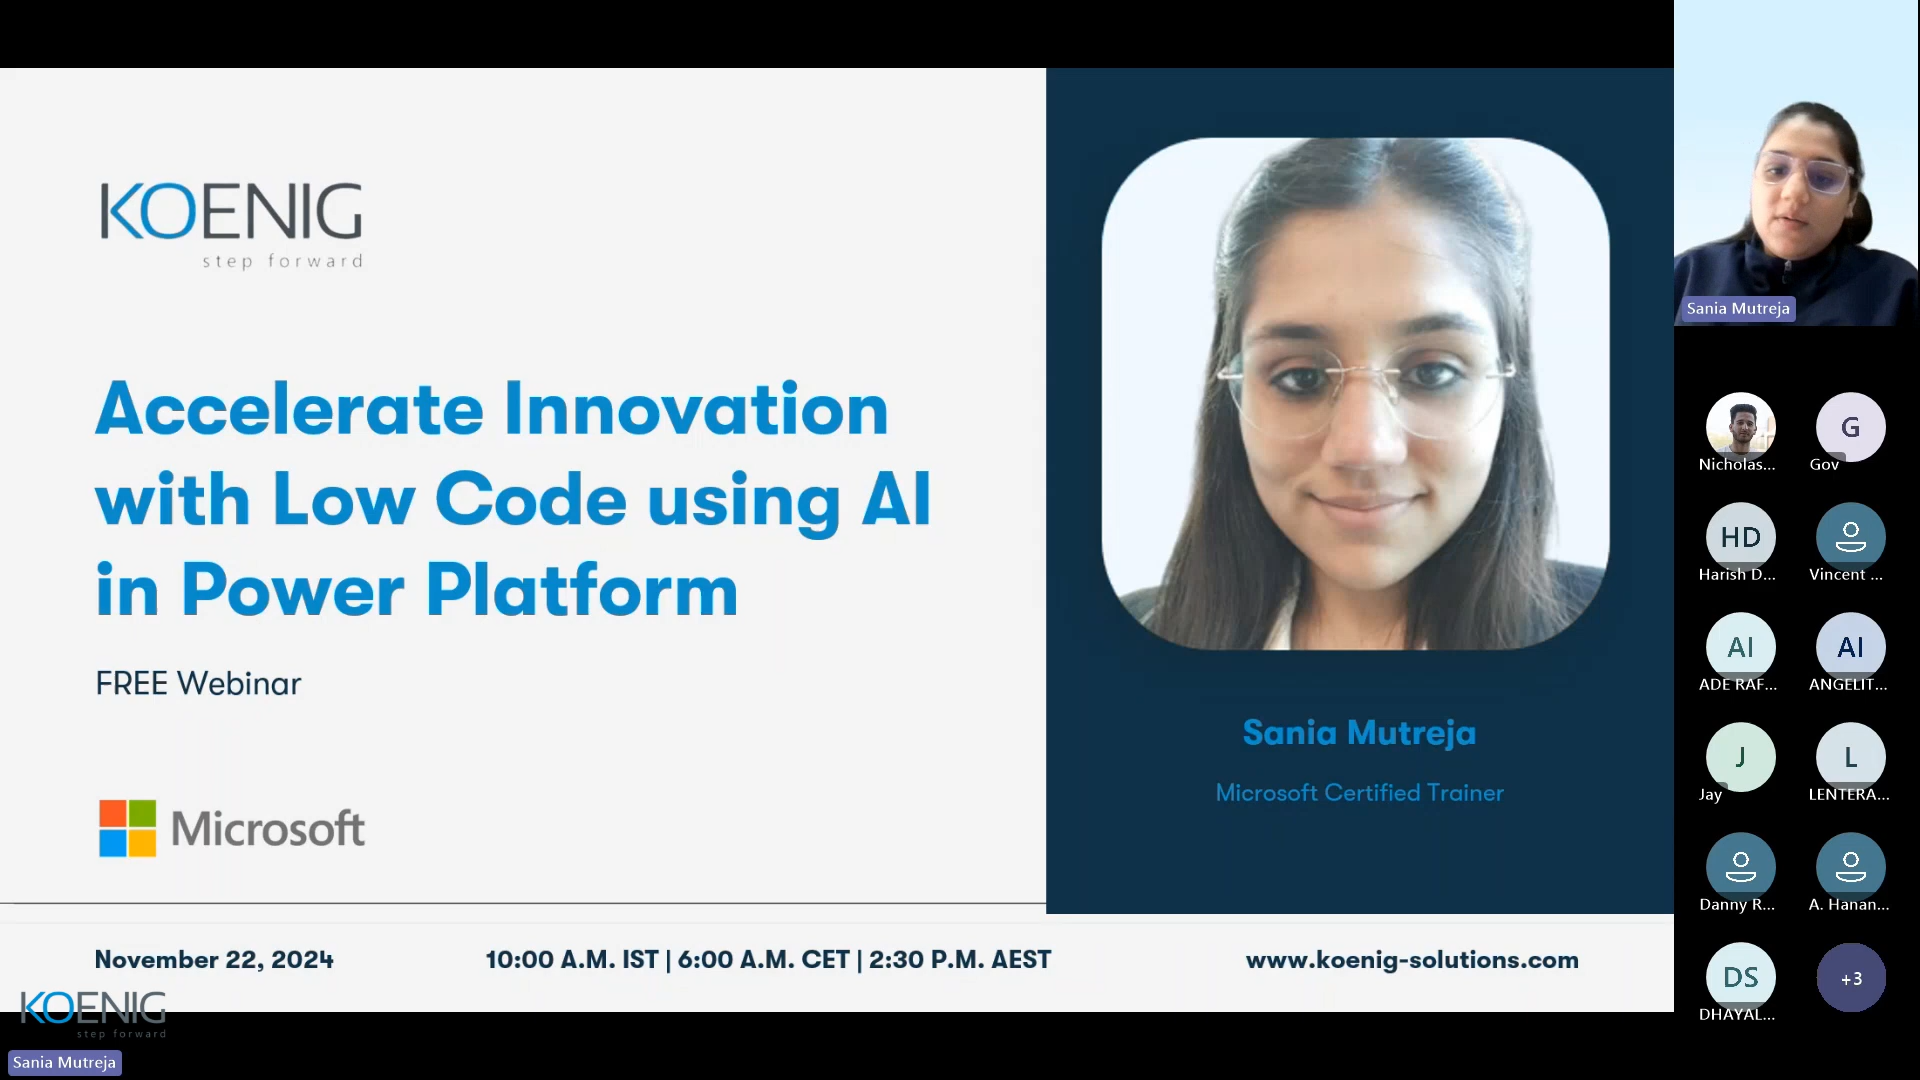 KOENIG
step forward
Accelerate Innovation
with Low Code using AI
in Power Platform
FREE Webinar
Microsoft
Sania Mutreja
Microsoft Certified Trainer
November 22, 2024
10:00 A.M. IST | 6:00 A.M. CET | 2:30 P.M. AEST
www.koenig-solutions.com
KOENIG
step forward
Sania Mutreja
Sania Mutreja
Nicholas...
G
Gov
HD
Harish D...
Vincent ...
AI
ADE RAF...
AI
ANGELIT...
J
Jay
L
LENTERA...
Danny R...
A. Hanan...
DS
DHAYAL...
+3